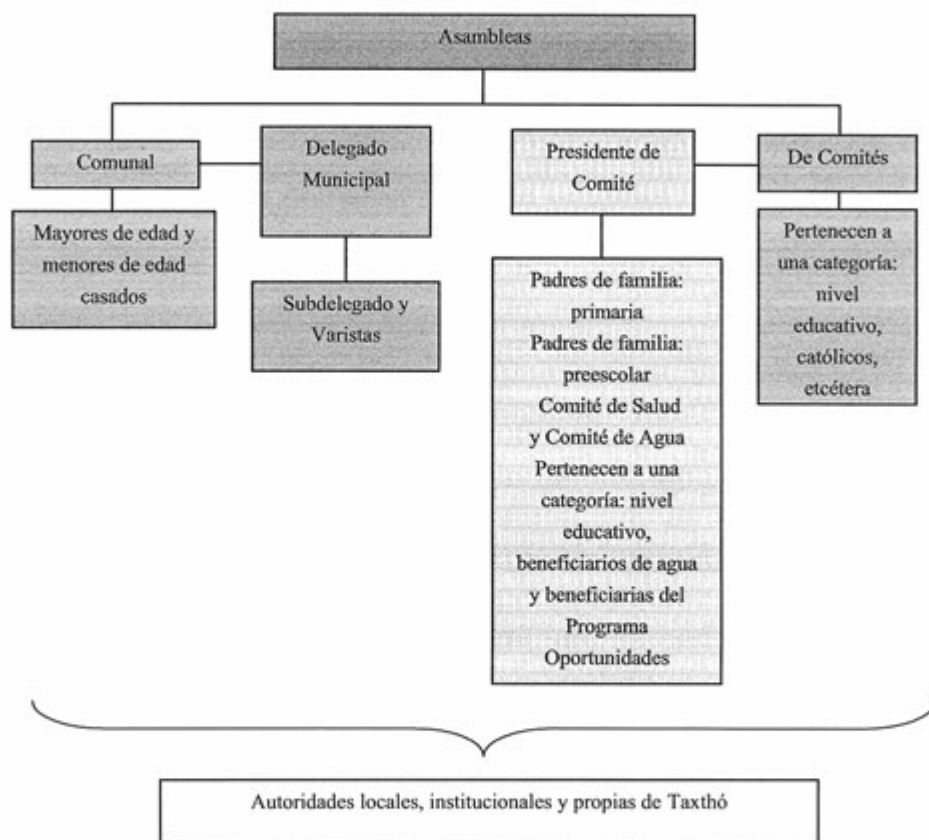 Asambleas
Comunal
Delegado
Municipal
Presidente de
Comité
De Comités
Mayores de edad y
menores de edad
casados
Subdelegado y
Varistas
Padres de familia:
primaria
Padres de familia:
preescolar
Comité de Salud
y Comité de Agua
Pertenecen a una
categoría: nivel
educativo,
beneficiarios de agua
y beneficiarias del
Programa
Oportunidades
Pertenecen a
una categoría:
nivel
educativo,
católicos,
etcétera
Autoridades locales, institucionales y propias de Taxthó